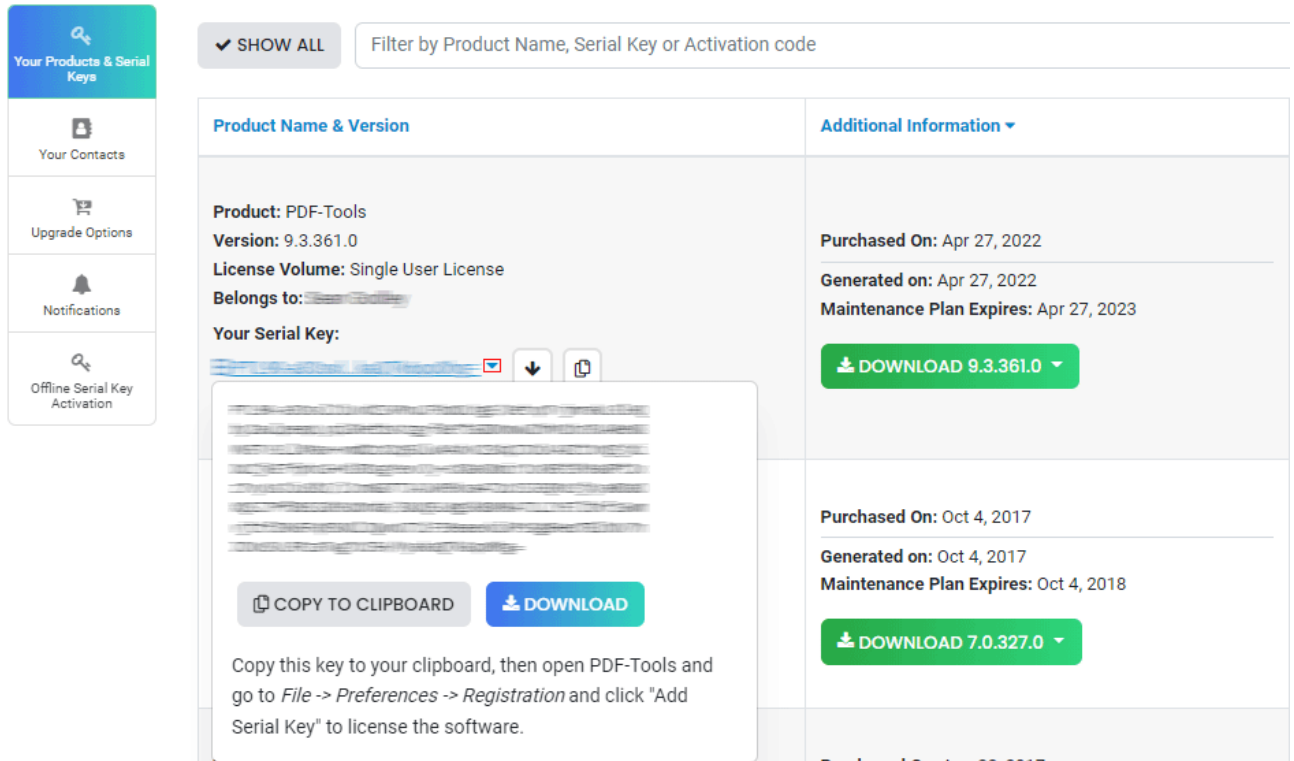 Your Products & Serial
Keys
Your Contacts
Upgrade Options
Notifications
Offline Serial Key
Activation
SHOW ALL
Filter by Product Name, Serial Key or Activation code
Product Name & Version
Additional Information
Product: PDF-Tools
Version: 9.3.361.0
License Volume: Single User License
Belongs to:
Your Serial Key:
Purchased On: Apr 27, 2022
Generated on: Apr 27, 2022
Maintenance Plan Expires: Apr 27, 2023
DOWNLOAD 9.3.361.0
COPY TO CLIPBOARD
DOWNLOAD
Copy this key to your clipboard, then open PDF-Tools and
go to File -> Preferences -> Registration and click "Add
Serial Key" to license the software.
Purchased On: Oct 4, 2017
Generated on: Oct 4, 2017
Maintenance Plan Expires: Oct 4, 2018
DOWNLOAD 7.0.327.0